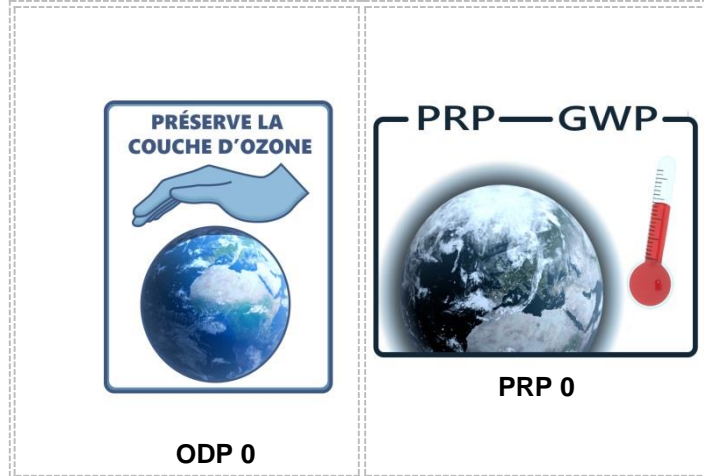 PRÉSERVE LA
COUCHE D'OZONE
ODP 0
PRP GWP
PRP 0